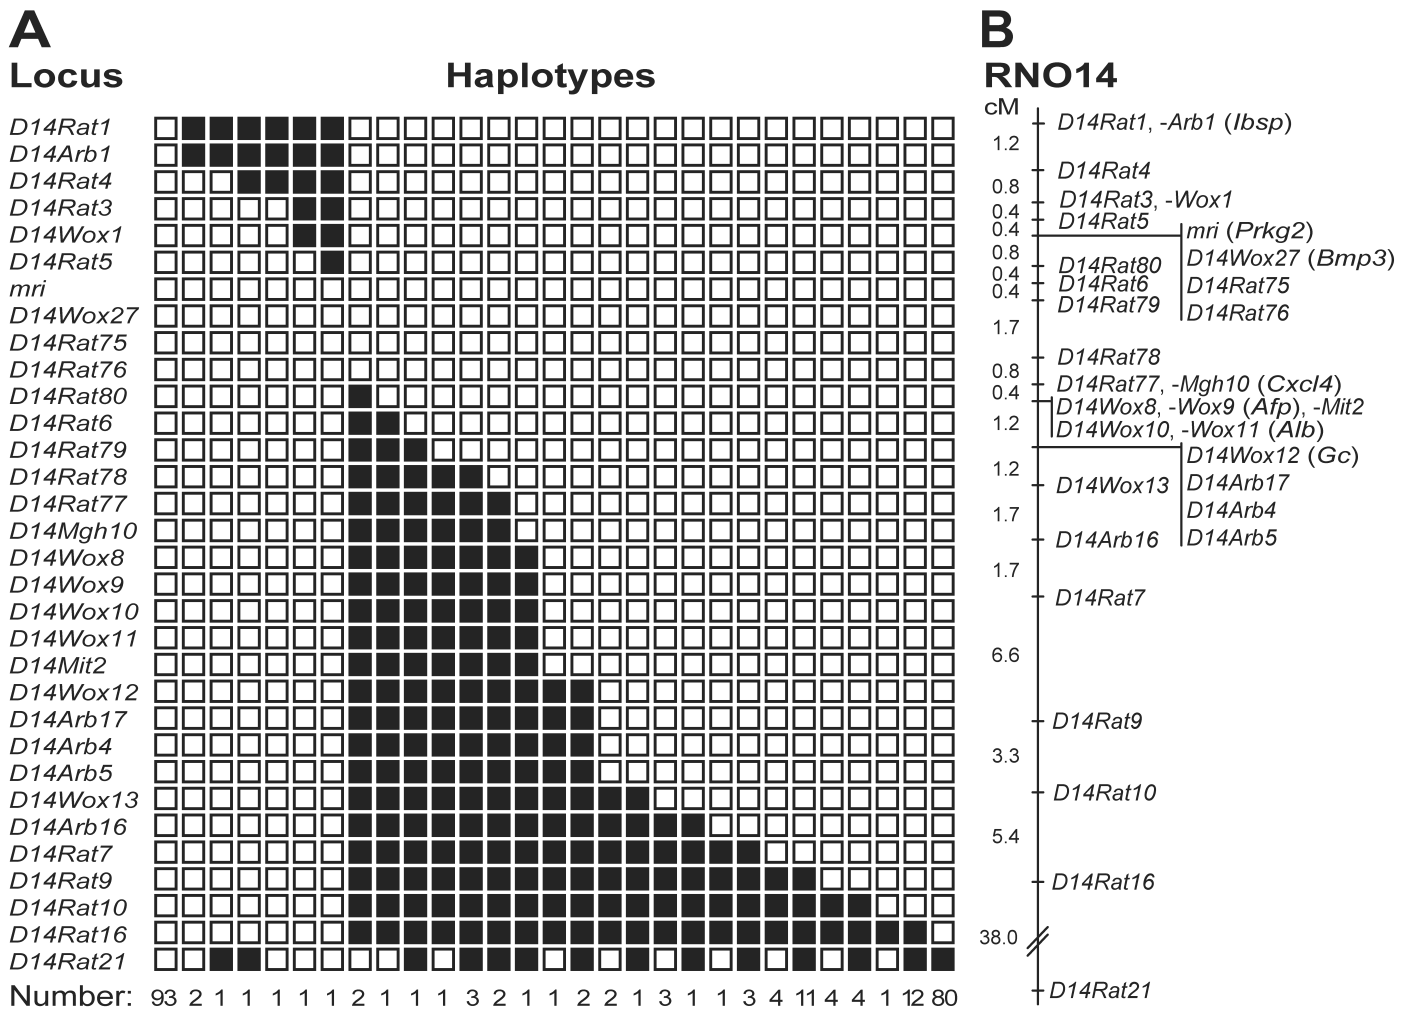 A
Locus
Haplotypes
D14Rat1
D14Arb1
D14Rat4
D14Rat3
D14Wox1
D14Rat5
mri
D14Wox27
D14Rat75
D14Rat76
D14Rat80
D14Rat6
D14Rat79
D14Rat78
D14Rat77
D14Mgh10
D14Wox8
D14Wox9
D14Wox10
D14Wox11
D14Mit2
D14Wox12
D14Arb17
D14Arb4
D14Arb5
D14Wox13
D14Arb16
D14Rat7
D14Rat9
D14Rat10
D14Rat16
D14Rat21
Number: 93 2 1 1 1 1 1 2 1 1 1 3 2 1 1 2 2 1 3 1 1 3 4 11 4 4 1 12 80
B
RNO14
cM
D14Rat1, -Arb1 (Ibsp)
1.2
D14Rat4
0.8
D14Rat3, -Wox1
0.4
D14Rat5
0.4
mri (Prkg2)
D14Wox27 (Bmp3)
D14Rat75
D14Rat76
0.8
D14Rat80
0.4
D14Rat6
0.4
D14Rat79
1.7
D14Rat78
0.8
D14Rat77, -Mgh10 (Cxcl4)
0.4
D14Wox8, -Wox9 (Afp), -Mit2
D14Wox10, -Wox11 (Alb)
1.2
D14Wox12 (Gc)
D14Arb17
D14Arb4
D14Arb5
1.2
D14Wox13
1.7
D14Arb16
1.7
D14Rat7
6.6
D14Rat9
3.3
D14Rat10
5.4
D14Rat16
38.0
D14Rat21